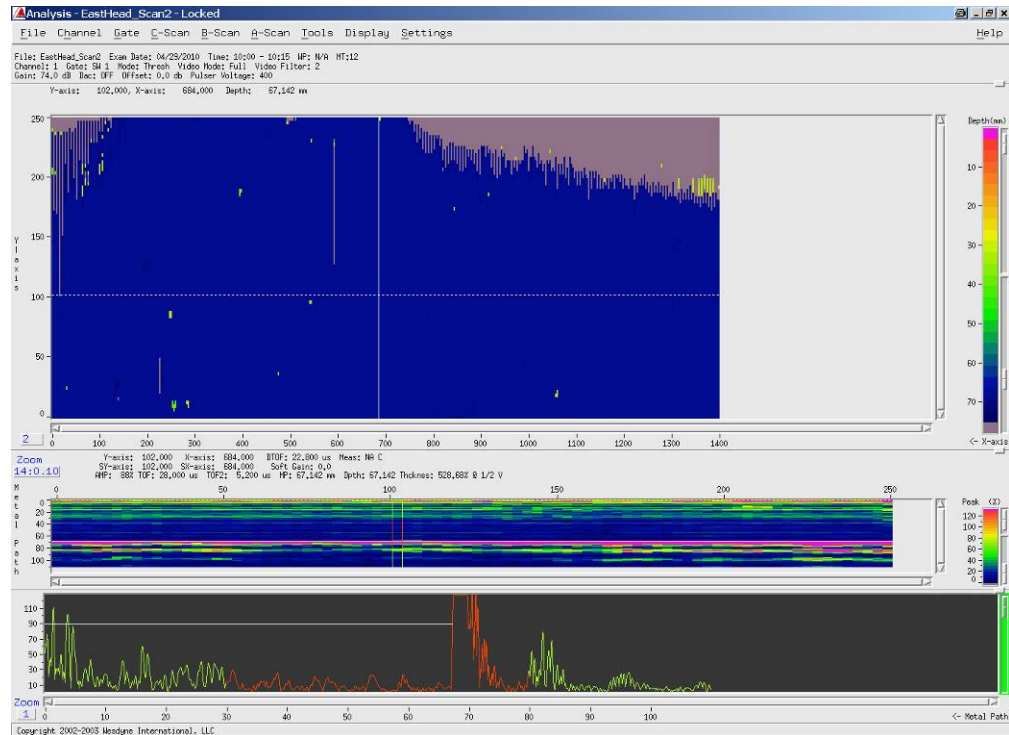 Analysis - EastHead_Scan2 - Locked
File Channel Gate C-Scan B-Scan A-Scan Tools Display Settings Help
File: EastHead_Scan2 Exam Date: 04/29/2010 Time: 10:00 - 10:15 WP: N/A MT:12
Channel: 1 Gate: SW 1 Mode: Thresh Video Mode: Full Video Filter: 2
Gain: 74.0 dB Dac: OFF Offset: 0.0 db Pulser Voltage: 400
Y-axis: 102.000, X-axis: 684.000 Depth: 67.142 mm
Depth(mm)
250
200
150
100
50
0
Y-axis
10
20
30
40
50
60
70
2
0 100 200 300 400 500 600 700 800 900 1000 1100 1200 1300 1400
<- X-axis
Zoom
14:0.10
Y-axis: 102.000 X-axis: 684.000 DTOF: 22.800 us Meas: NA C
SY-axis: 102.000 SX-axis: 684.000 Soft Gain: 0.0
AMP: 88% TOF: 28.000 us TOF2: 5.200 us MP: 67.142 mm Dpth: 67.142 Thcknes: 528.68% @ 1/2 V
0 50 100 150 200 250
Metal Path
0
20
40
60
80
100
Peak (%)
120
100
80
60
40
20
0
110
90
70
50
30
10
Zoom
1
0 10 20 30 40 50 60 70 80 90 100
<- Metal Path
Copyright 2002-2003 Wesdyne International, LLC